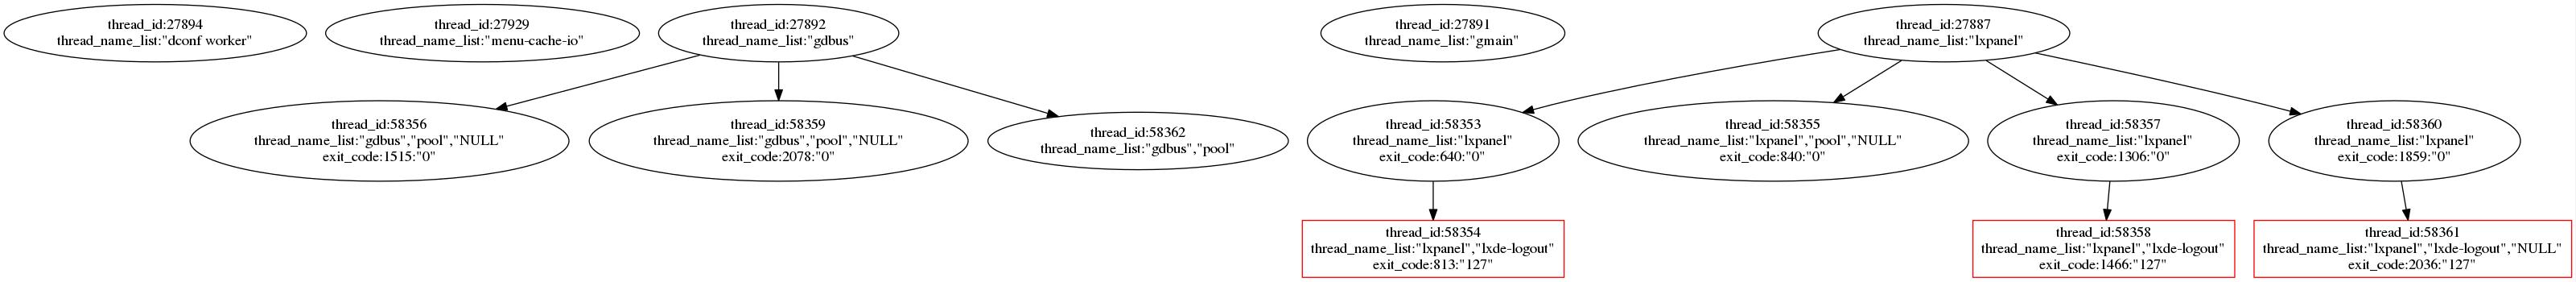 thread_id:27894
thread_name_list:"dconf worker"
thread_id:27929
thread_name_list:"menu-cache-io"
thread_id:27892
thread_name_list:"gdbus"
thread_id:27891
thread_name_list:"gmain"
thread_id:27887
thread_name_list:"lxpanel"
thread_id:58356
thread_name_list:"gdbus","pool","NULL"
exit_code:1515:"0"
thread_id:58359
thread_name_list:"gdbus","pool","NULL"
exit_code:2078:"0"
thread_id:58362
thread_name_list:"gdbus","pool"
thread_id:58353
thread_name_list:"lxpanel"
exit_code:640:"0"
thread_id:58355
thread_name_list:"lxpanel","pool","NULL"
exit_code:840:"0"
thread_id:58357
thread_name_list:"lxpanel"
exit_code:1306:"0"
thread_id:58360
thread_name_list:"lxpanel"
exit_code:1859:"0"
thread_id:58354
thread_name_list:"lxpanel","lxde-logout"
exit_code:813:"127"
thread_id:58358
thread_name_list:"lxpanel","lxde-logout"
exit_code:1466:"127"
thread_id:58361
thread_name_list:"lxpanel","lxde-logout","NULL"
exit_code:2036:"127"